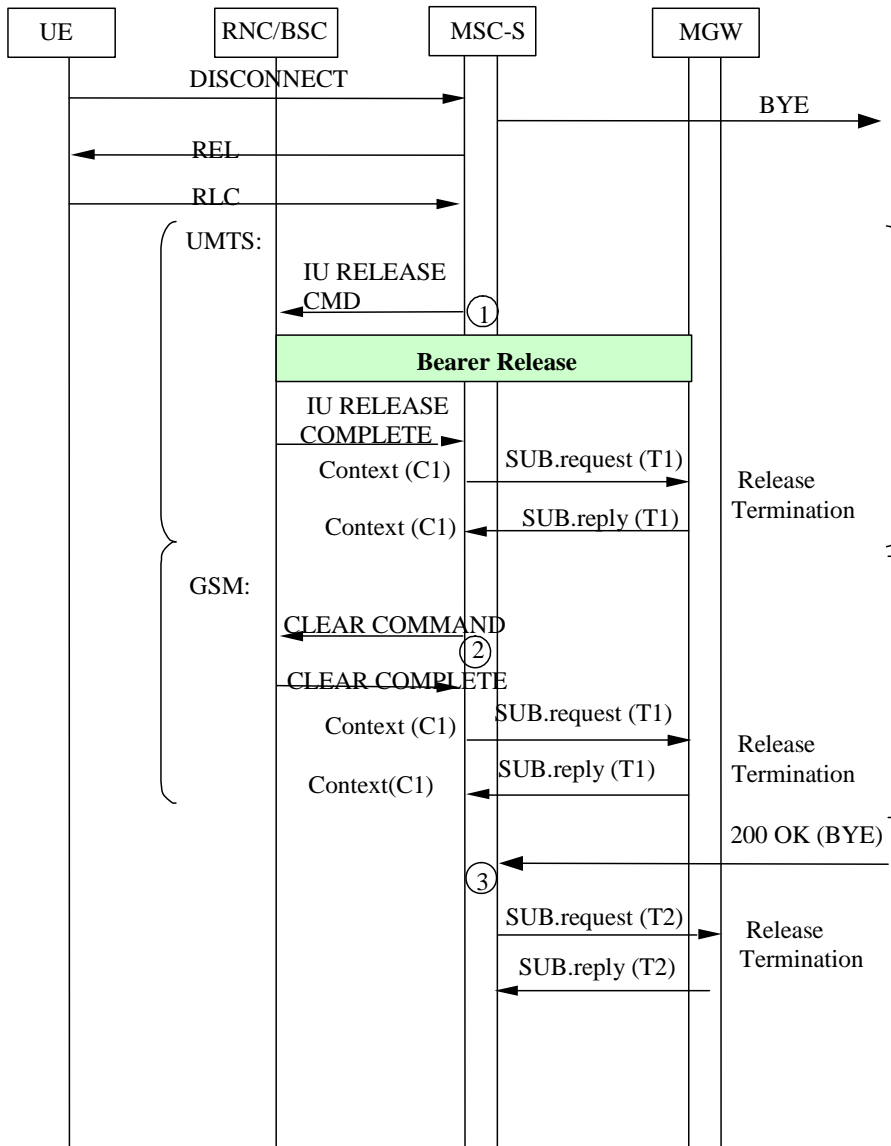 UE
RNC/BSC
MSC-S
MGW
DISCONNECT
BYE
REL
RLC
UMTS:
IU RELEASE
CMD
1
Bearer Release
IU RELEASE
COMPLETE
Context (C1)
SUB.request (T1)
Release
Termination
Context (C1)
SUB.reply (T1)
GSM:
CLEAR COMMAND
2
CLEAR COMPLETE
Context (C1)
SUB.request (T1)
Release
Termination
Context(C1)
SUB.reply (T1)
200 OK (BYE)
3
SUB.request (T2)
Release
Termination
SUB.reply (T2)